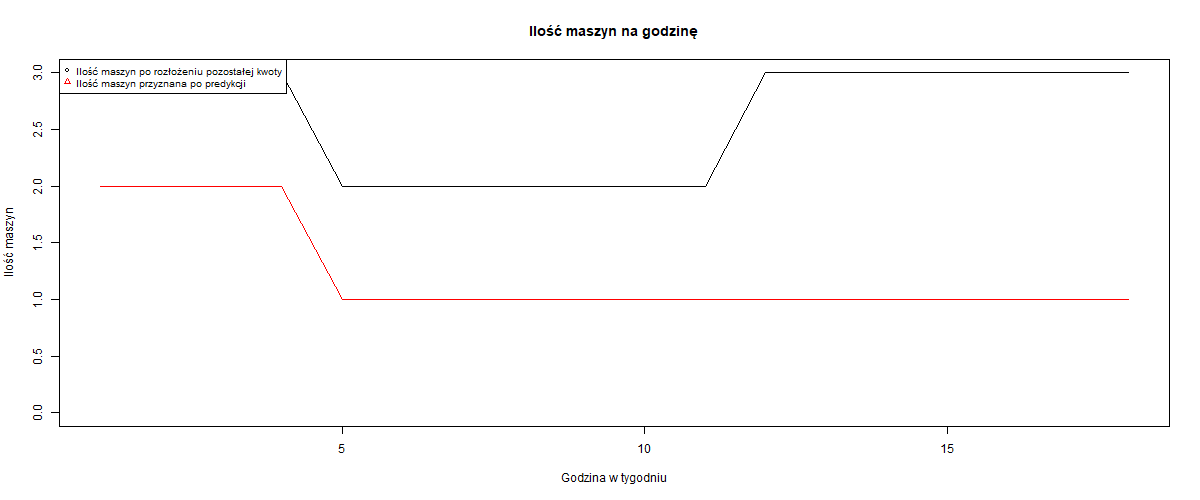 Ilość maszyn na godzinę
Ilość maszyn po rozłożeniu pozostałej kwoty
Ilość maszyn przyznana po predykcji
3.0
2.5
2.0
1.5
1.0
0.5
0.0
Ilość maszyn
5 10 15
Godzina w tygodniu